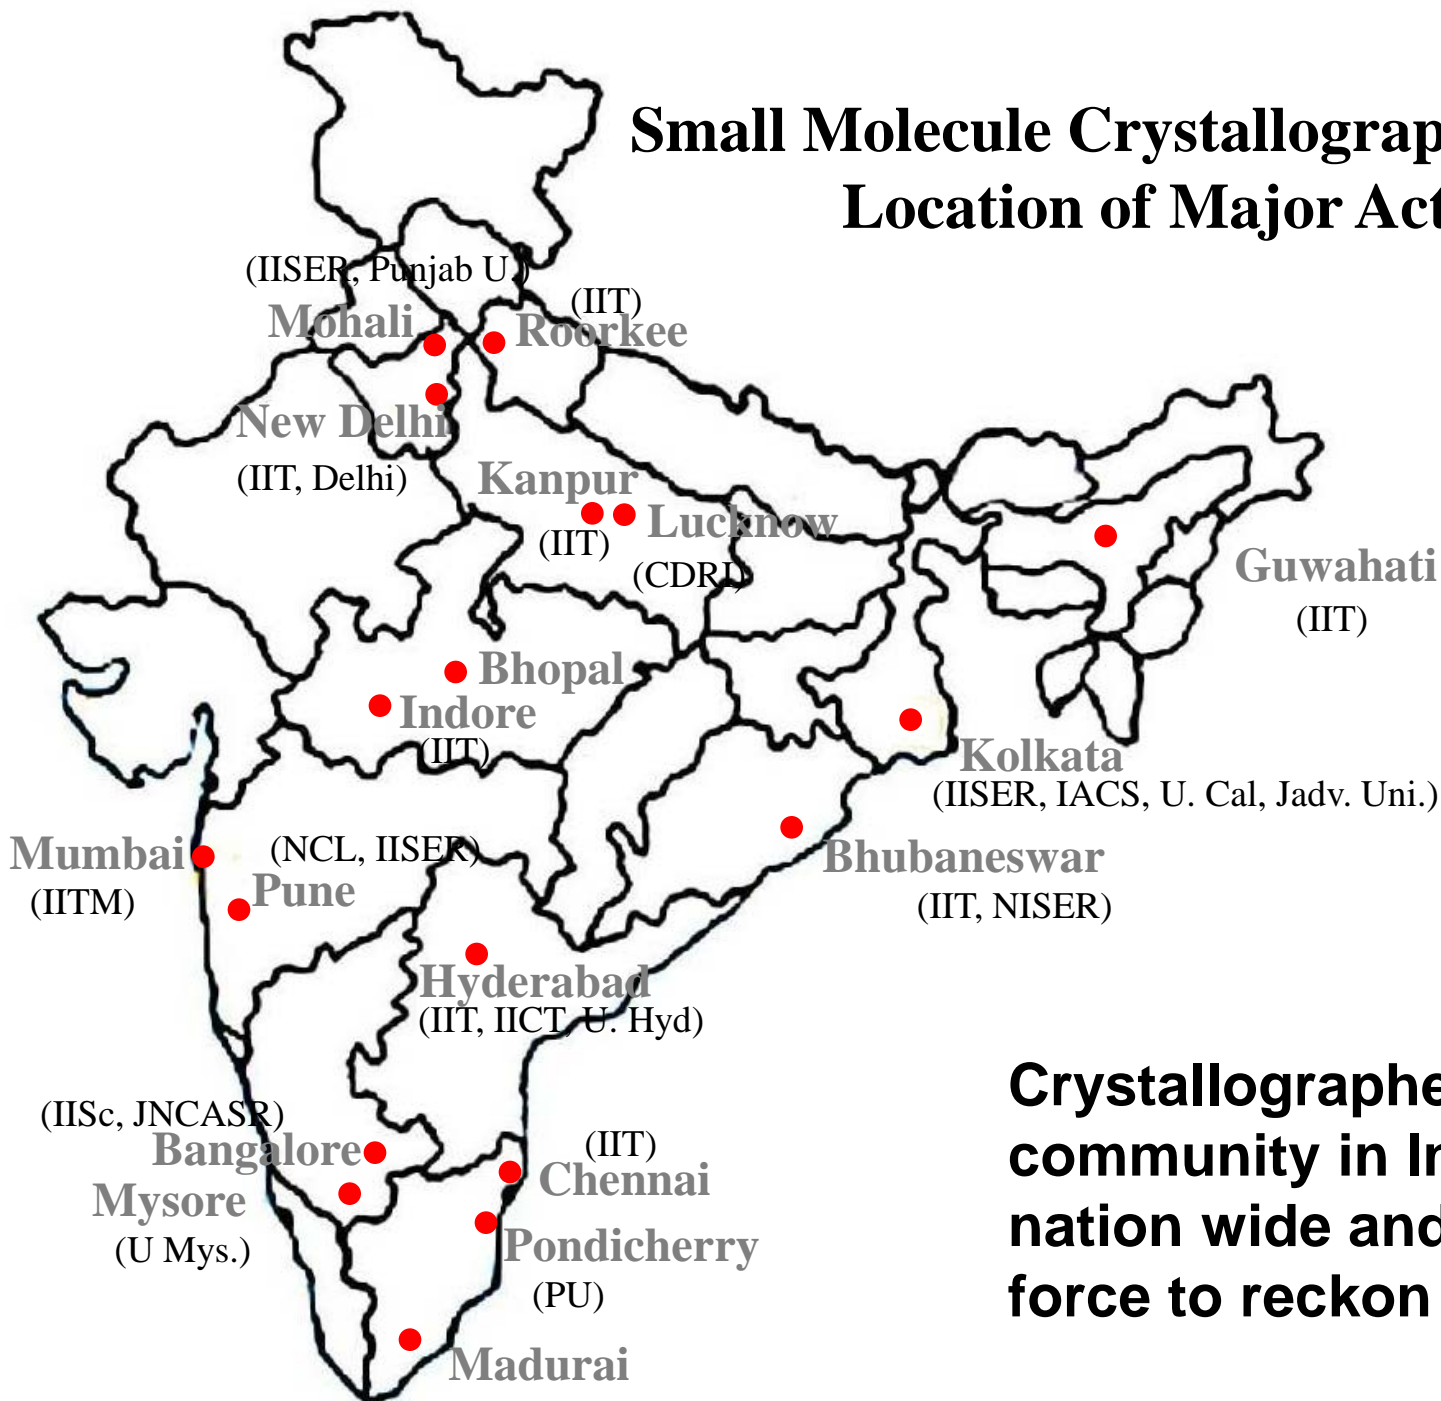 Small Molecule Crystallograp
Location of Major Act
(IISER, Punjab U.)
Mohali
(IIT)
Roorkee
New Delhi
(IIT, Delhi)
Kanpur
(IIT)
Lucknow
(CDRI)
Guwahati
(IIT)
Bhopal
Indore
(IIT)
Kolkata
(IISER, IACS, U. Cal, Jadv. Uni.)
Mumbai
(IITM)
(NCL, IISER)
Pune
Bhubaneswar
(IIT, NISER)
Hyderabad
(IIT, IICT, U. Hyd)
(IISc, JNCASR)
Bangalore
Mysore
(U Mys.)
(IIT)
Chennai
Pondicherry
(PU)
Madurai
Crystallographe
community in In
nation wide and
force to reckon